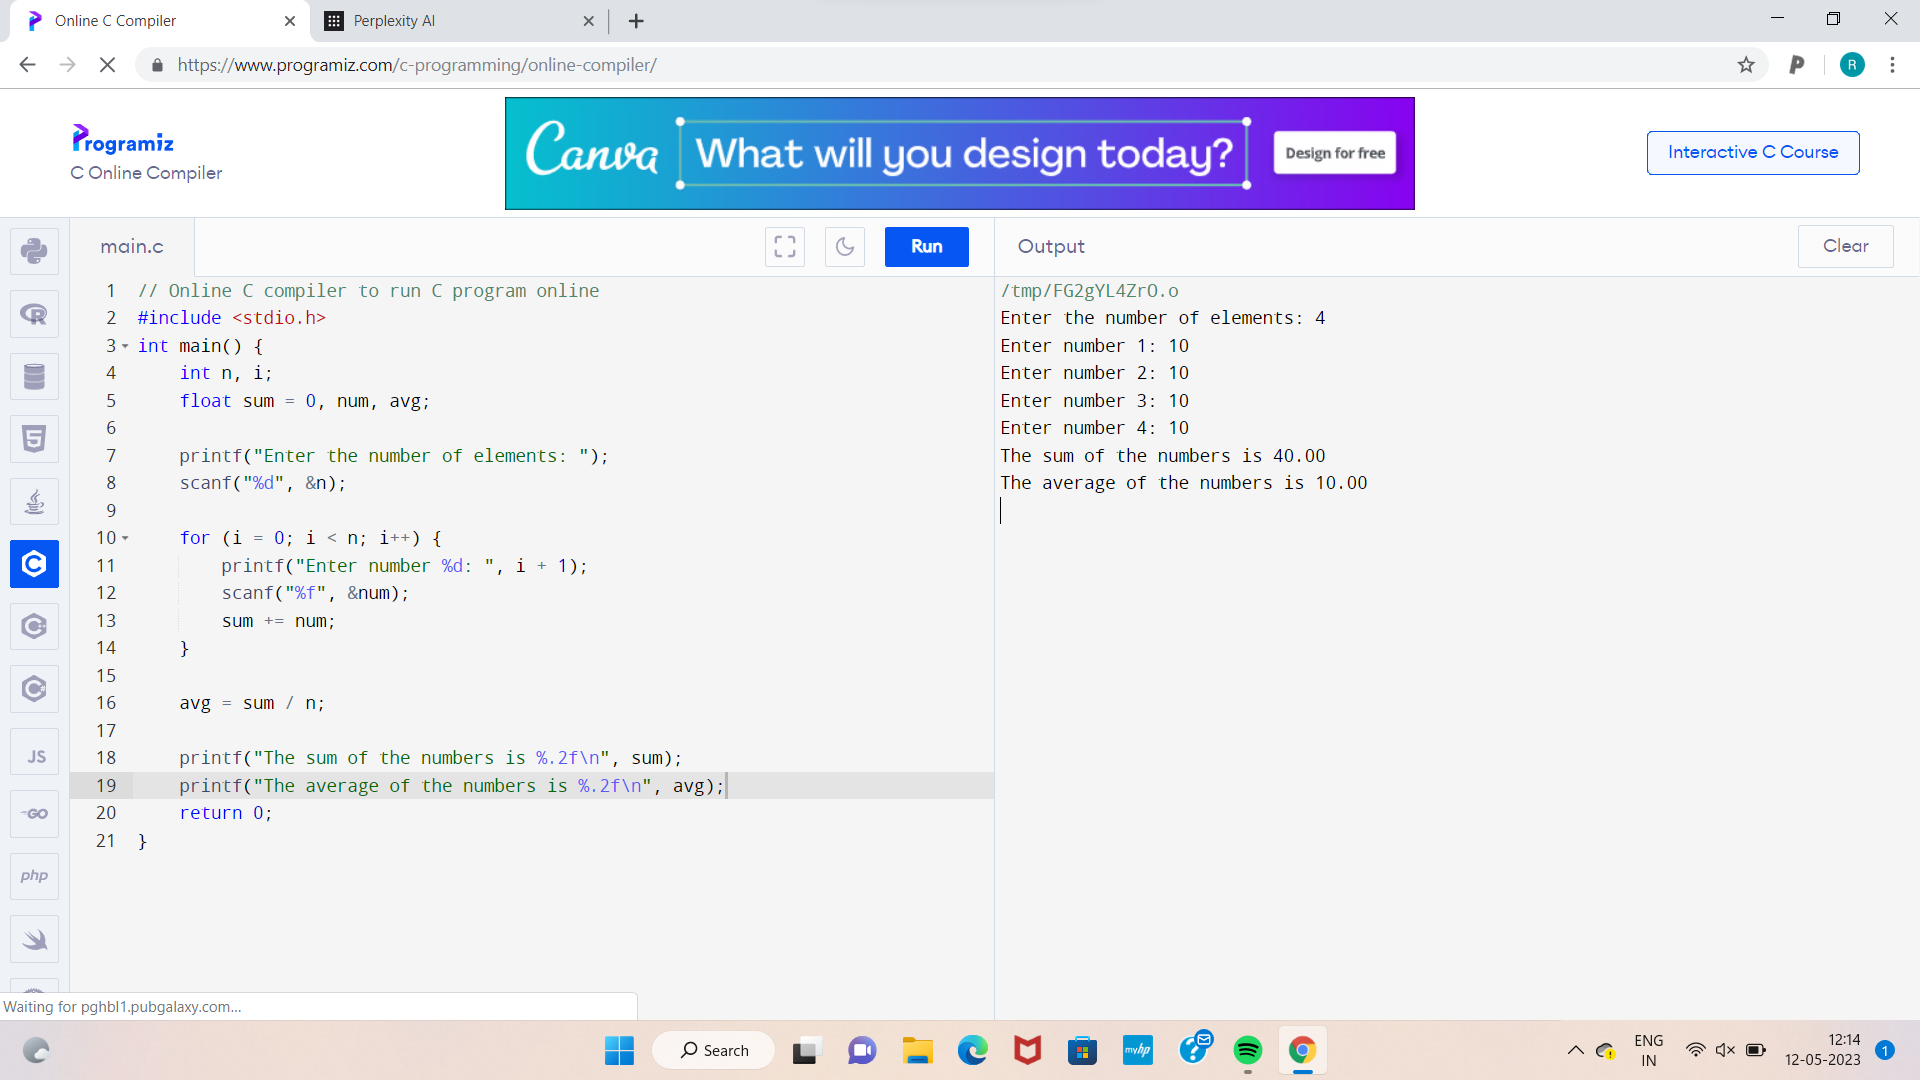 Online C Compiler
Perplexity AI
https://www.programiz.com/c-programming/online-compiler/
R
Programiz
C Online Compiler
Canva
What will you design today?
Design for free
Interactive C Course
main.c
Run
Output
Clear
1 // Online C compiler to run C program online
2 #include <stdio.h>
3 int main() {
4     int n, i;
5     float sum = 0, num, avg;
6
7     printf("Enter the number of elements: ");
8     scanf("%d", &n);
9
10     for (i = 0; i < n; i++) {
11         printf("Enter number %d: ", i + 1);
12         scanf("%f", &num);
13         sum += num;
14     }
15
16     avg = sum / n;
17
18     printf("The sum of the numbers is %.2f\n", sum);
19     printf("The average of the numbers is %.2f\n", avg);
20     return 0;
21 }
/tmp/FG2gYL4ZrO.o
Enter the number of elements: 4
Enter number 1: 10
Enter number 2: 10
Enter number 3: 10
Enter number 4: 10
The sum of the numbers is 40.00
The average of the numbers is 10.00
JS
GO
php
Waiting for pghbl1.pubgalaxy.com...
Search
myhp
ENG
IN
12:14
12-05-2023
1